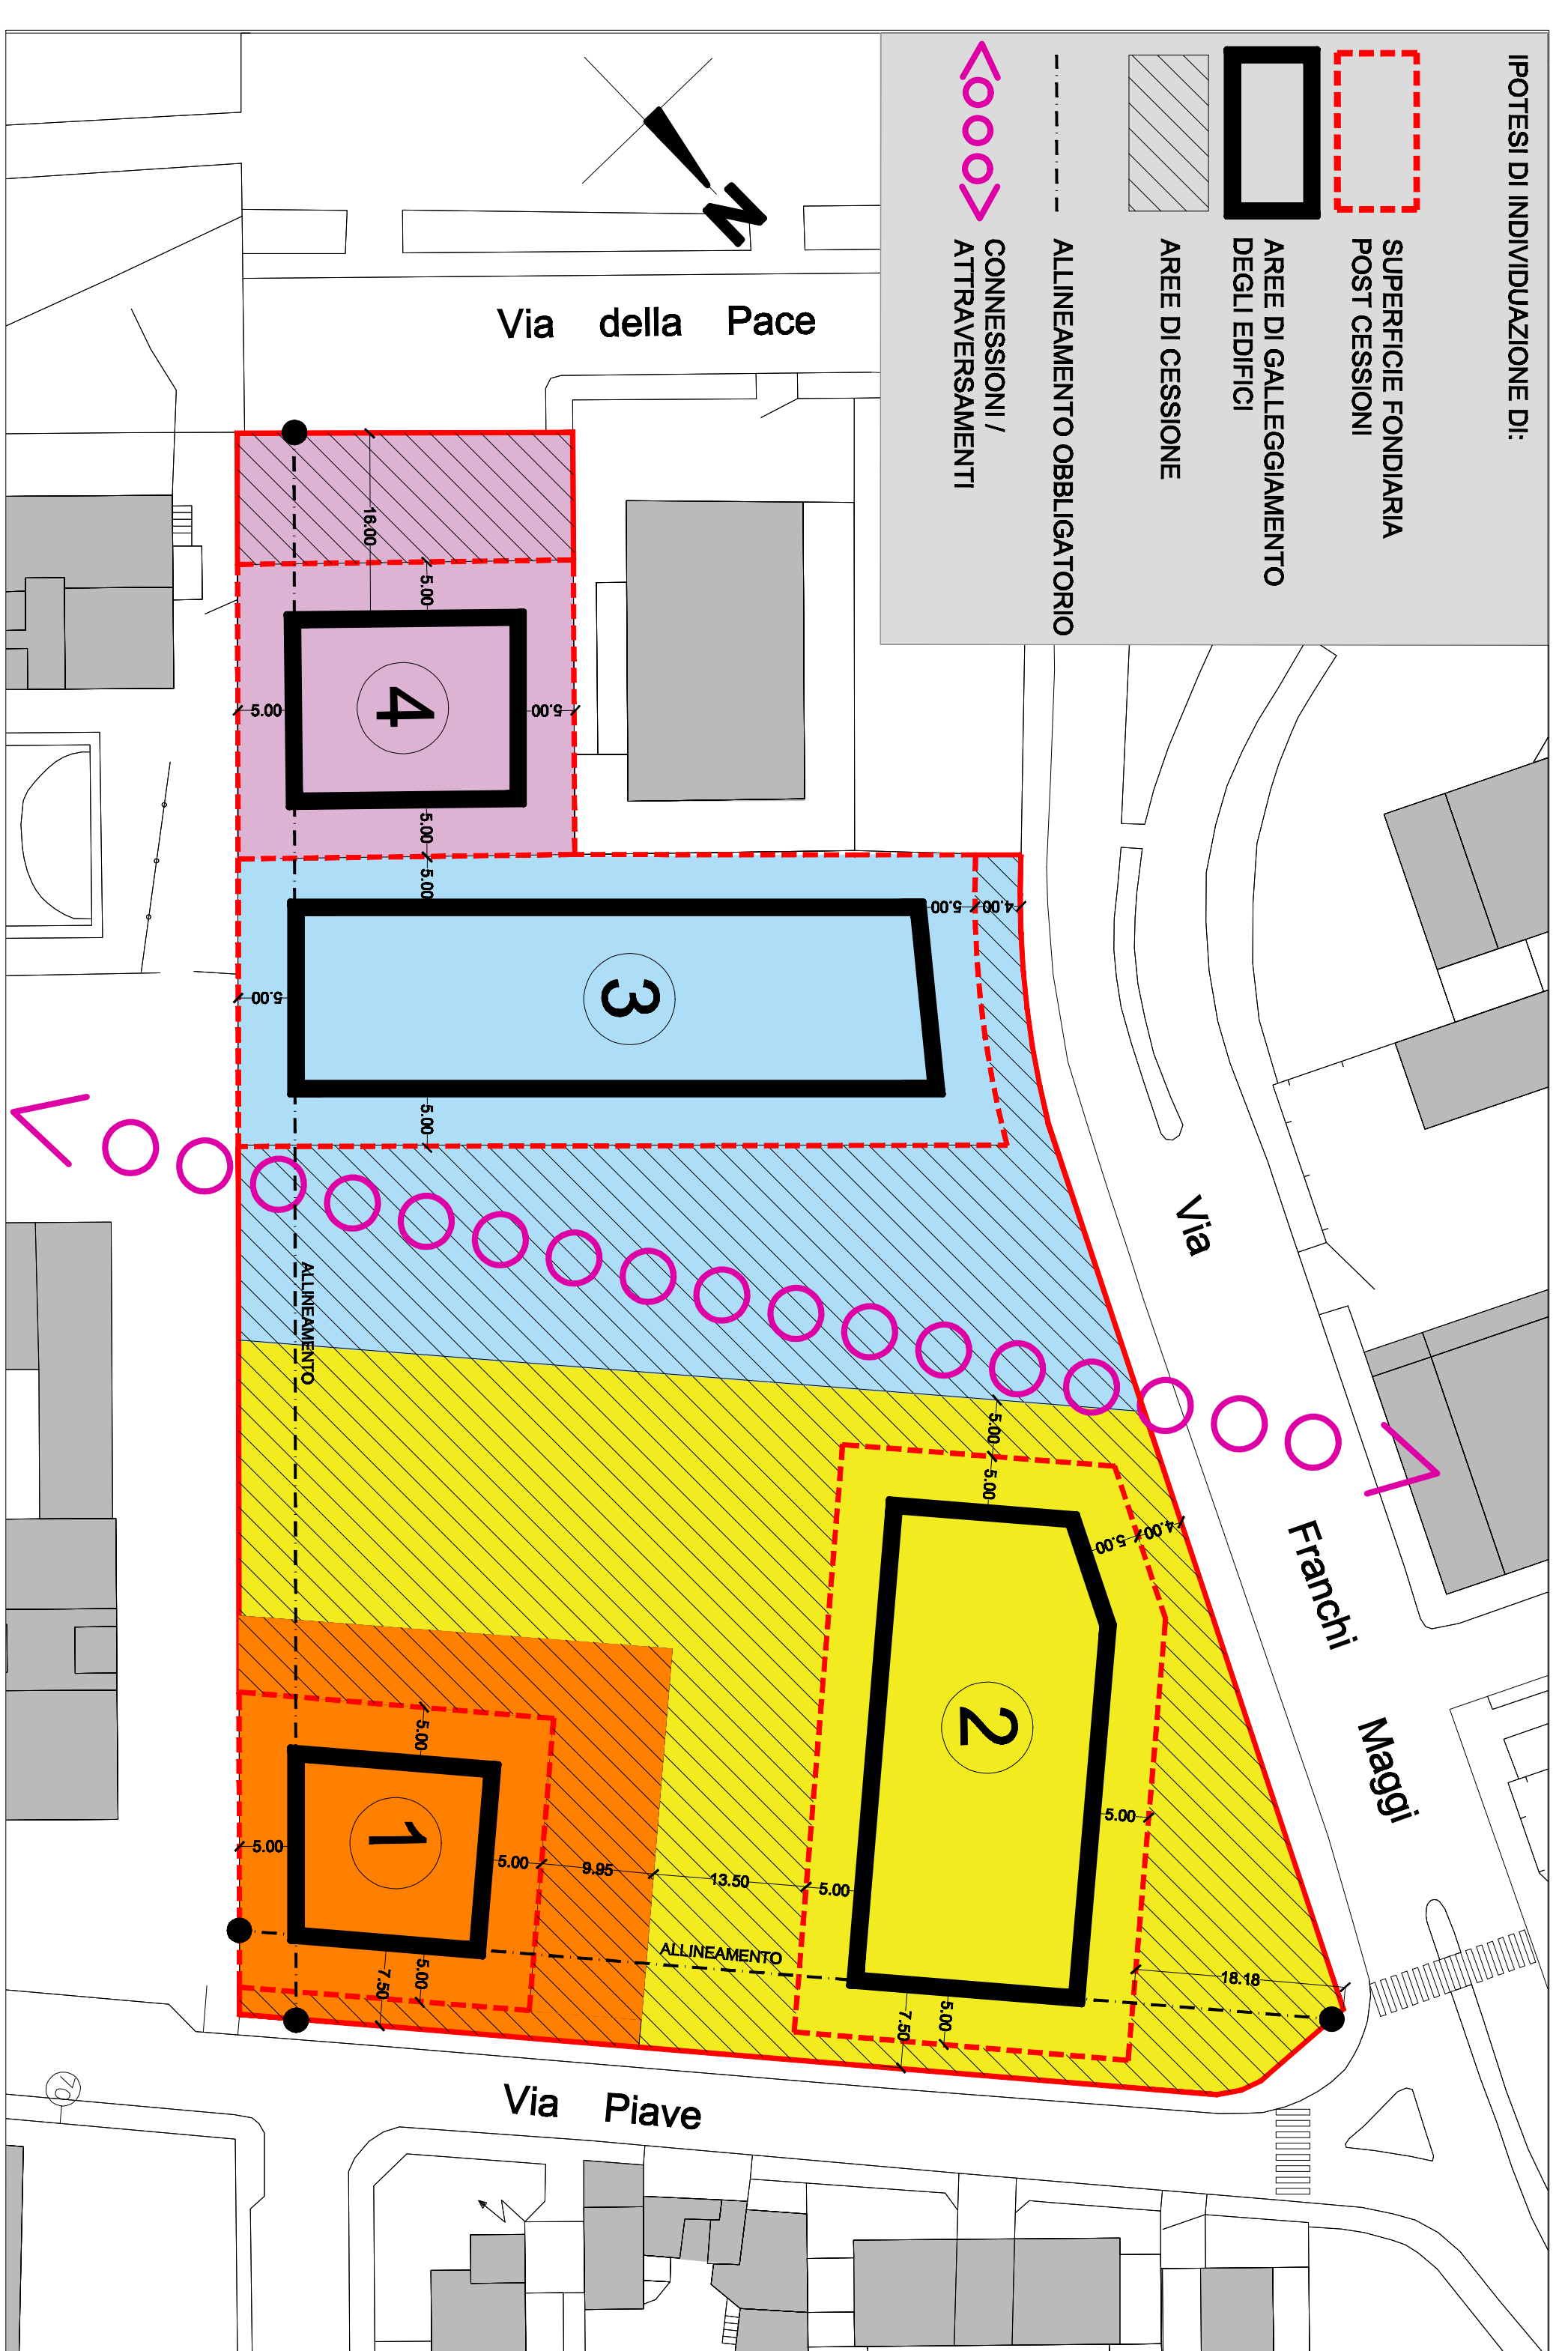 IPOTESI DI INDIVIDUAZIONE DI:
SUPERFICIE FONDIARIA
POST CESSIONI
AREE DI GALLEGGIAMENTO
DEGLI EDIFICI
AREE DI CESSIONE
ALLINEAMENTO OBBLIGATORIO
CONNESSIONI /
ATTRAVERSAMENTI
N
Via della Pace
16.00
5.00
4
5.00
5.00
5.00
5.00
5.00
4.00
3
5.00
5.00
Via Franchi Maggi
ALLINEAMENTO
5.00
5.00
4.00
5.00
2
5.00
5.00
1
5.00
5.00
9.95
13.50
5.00
ALLINEAMENTO
18.18
5.00
7.50
5.00
7.50
Via Piave
70